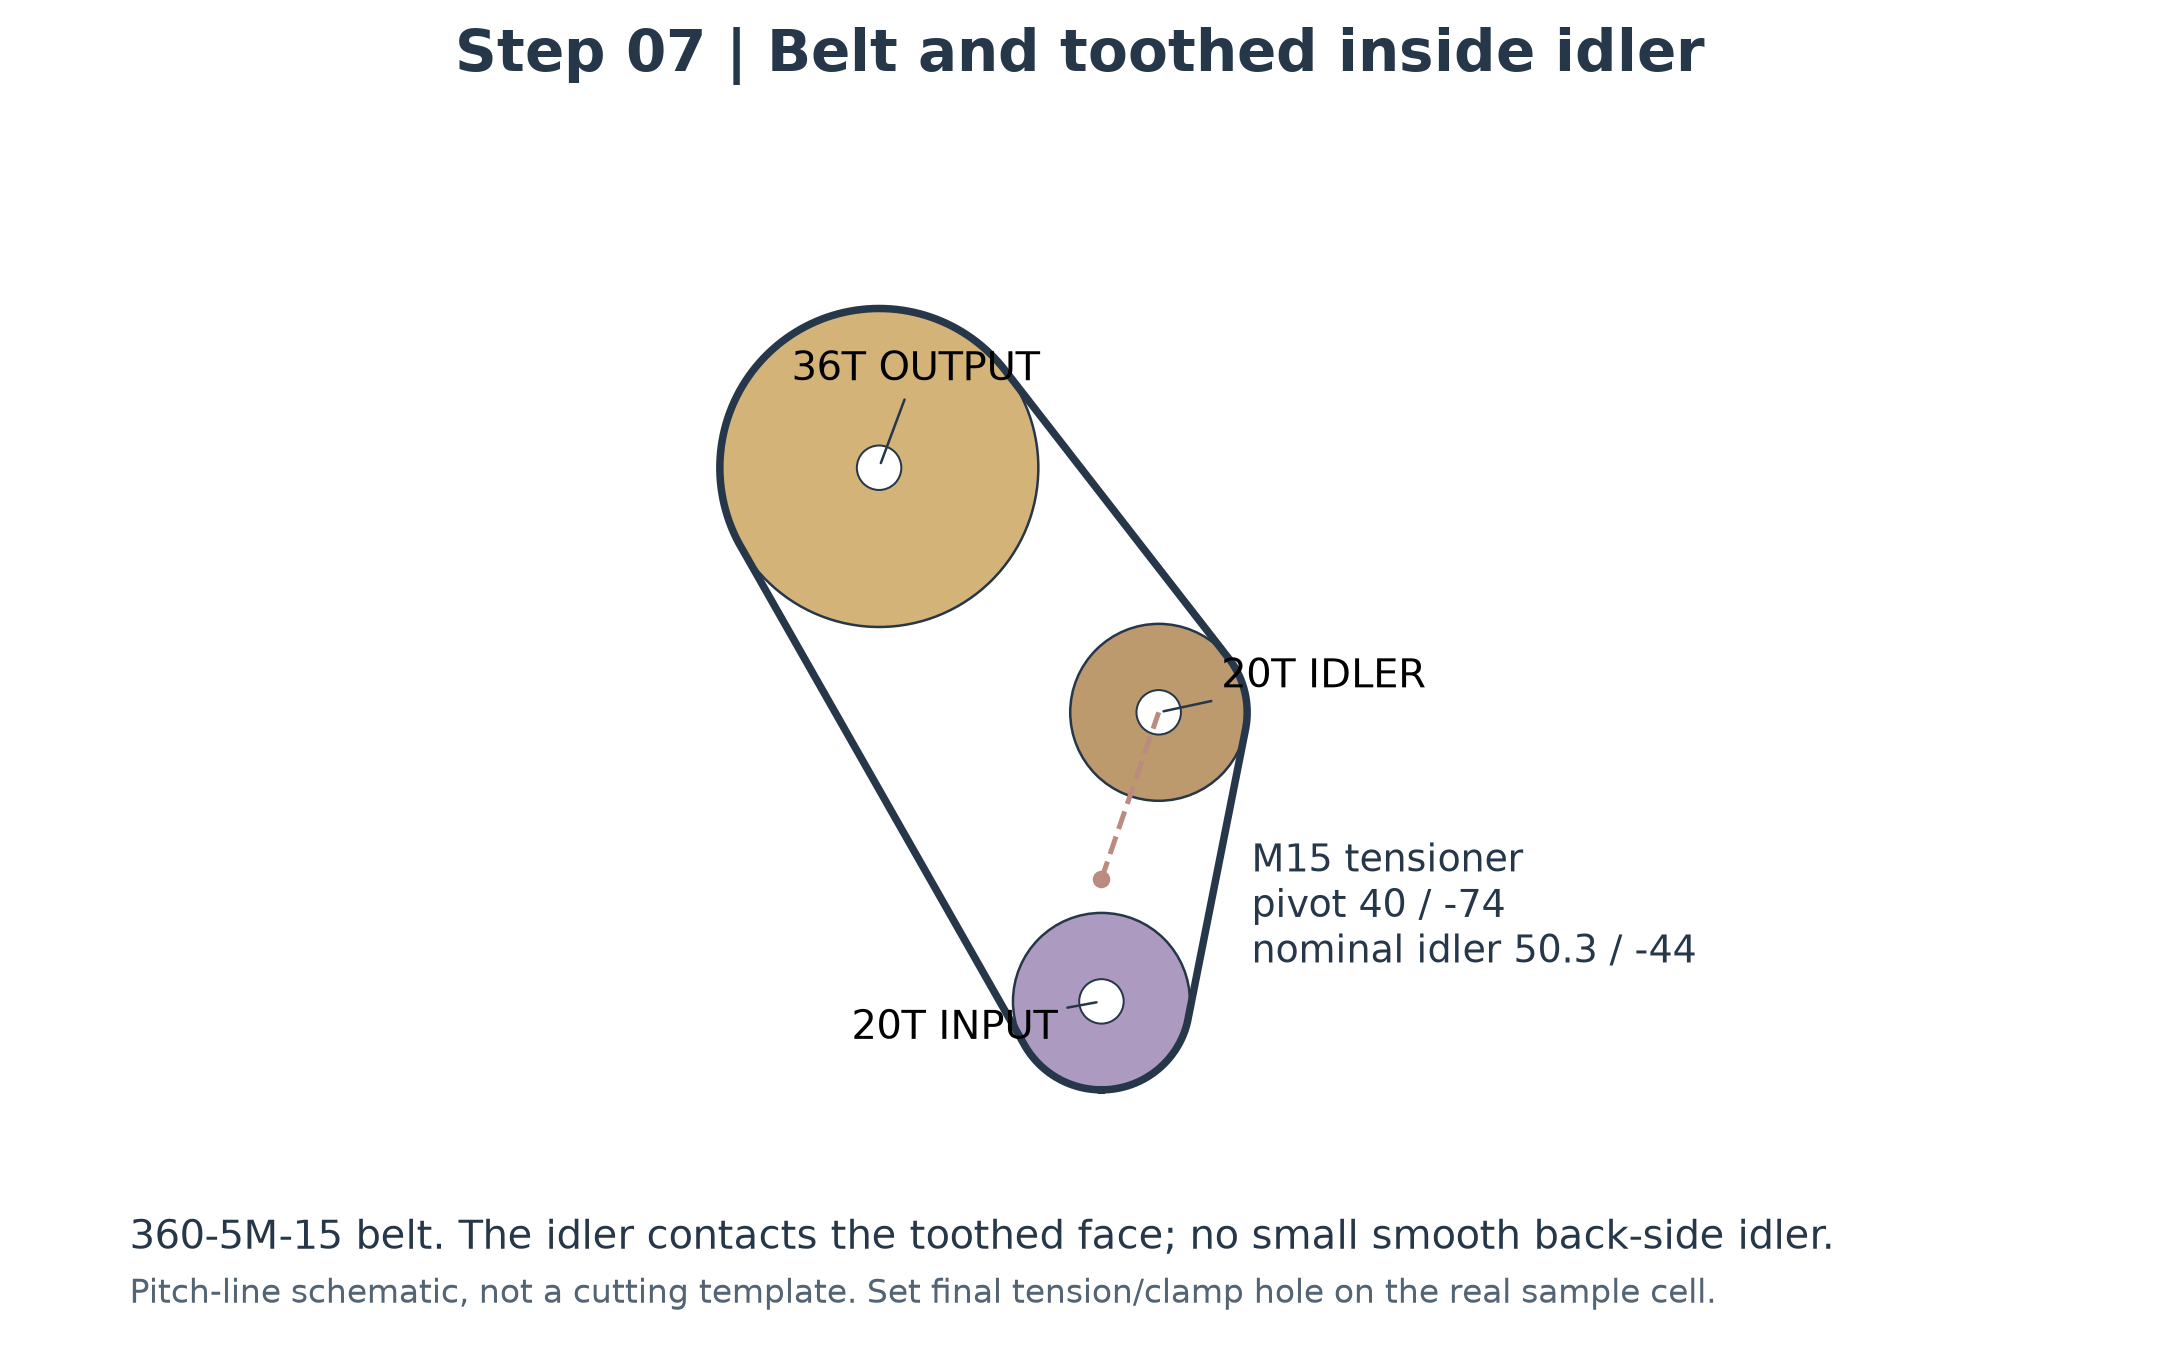 Step 07 | Belt and toothed inside idler
36T OUTPUT
20T IDLER
M15 tensioner
pivot 40 / -74
nominal idler 50.3 / -44
20T INPUT
360-5M-15 belt. The idler contacts the toothed face; no small smooth back-side idler.
Pitch-line schematic, not a cutting template. Set final tension/clamp hole on the real sample cell.